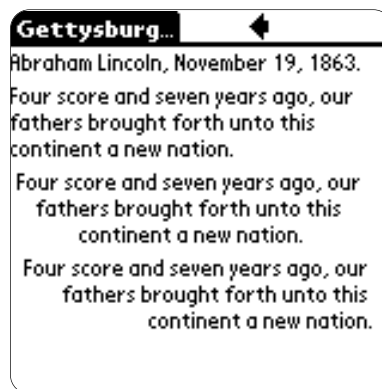 Gettysburg...
Abraham Lincoln, November 19, 1863.
Four score and seven years ago, our
fathers brought forth unto this
continent a new nation.
Four score and seven years ago, our
fathers brought forth unto this
continent a new nation.
Four score and seven years ago, our
fathers brought forth unto this
continent a new nation.